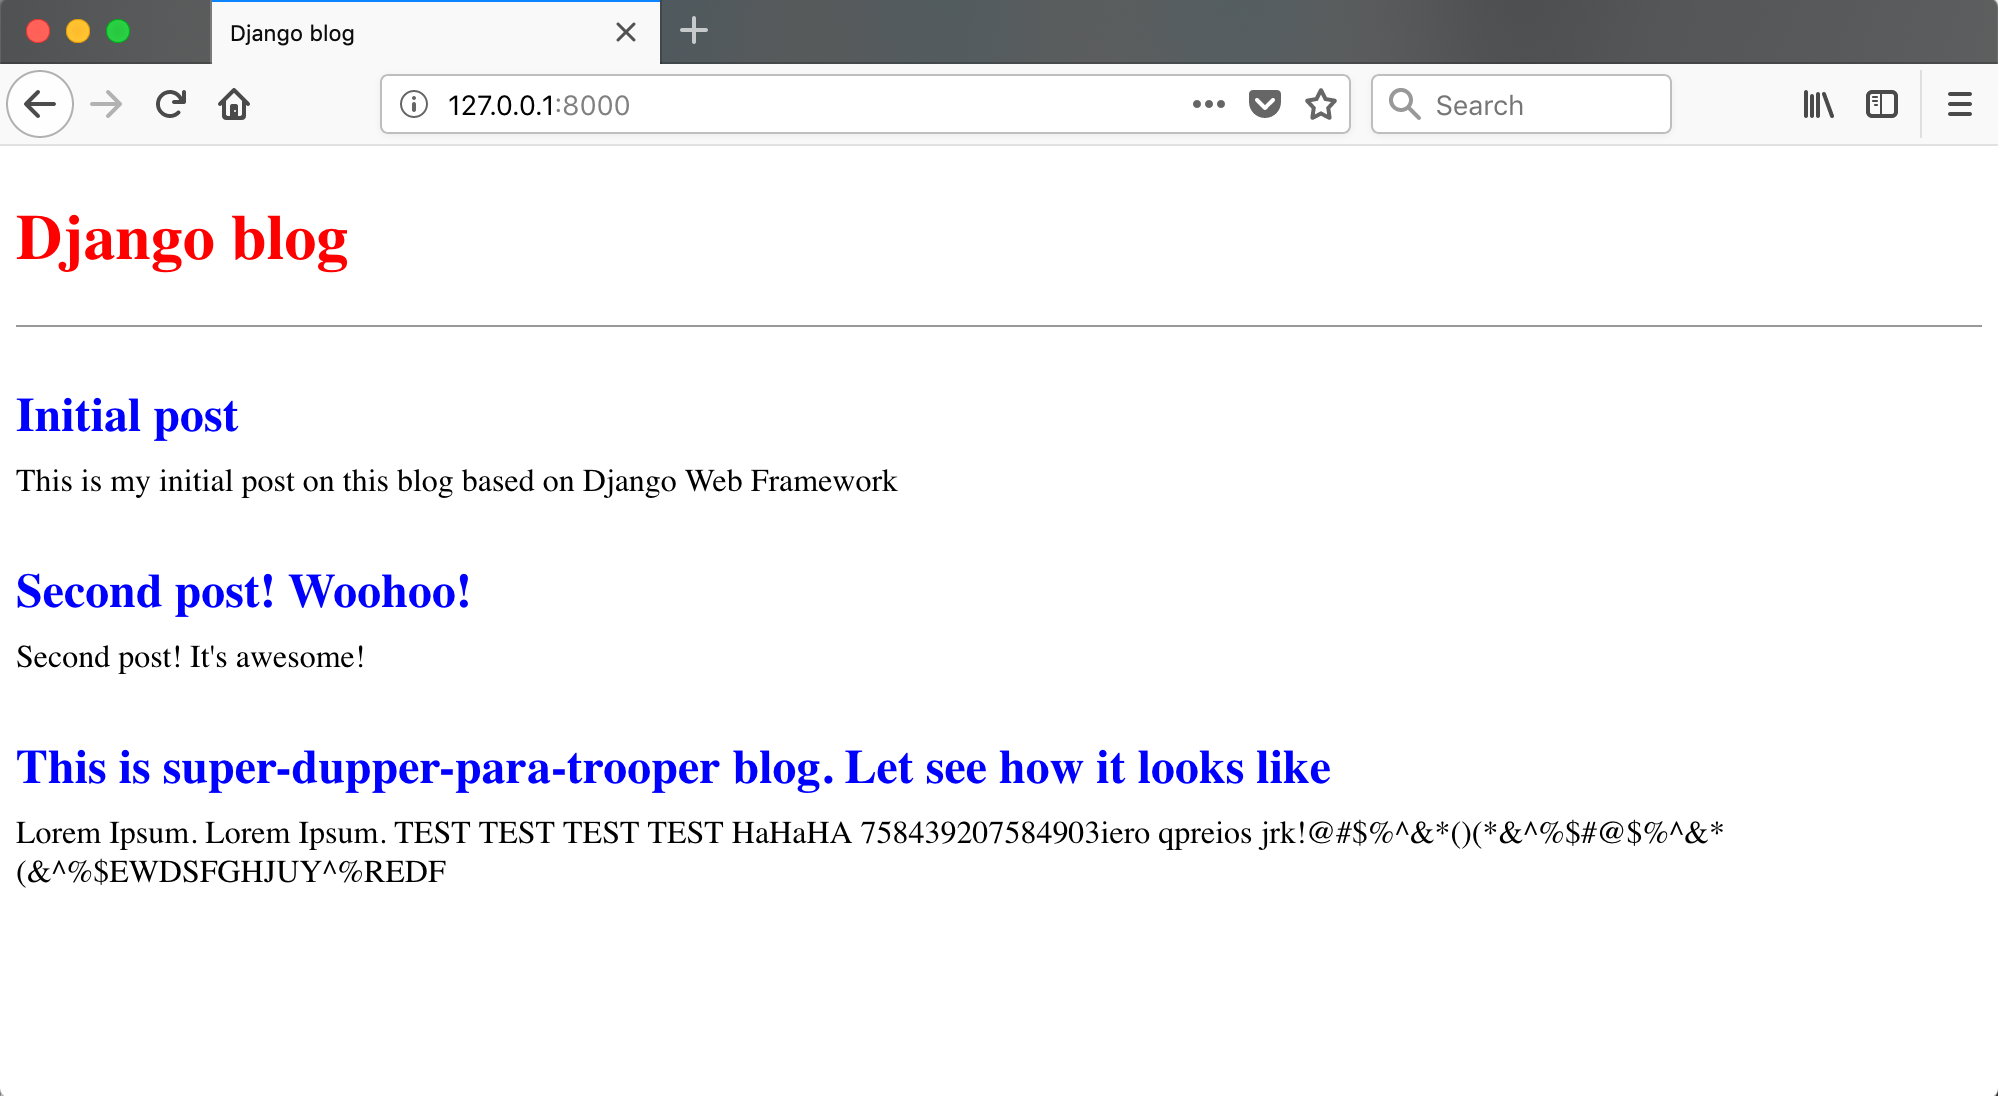 Django blog
127.0.0.1:8000
Search
Django blog
Initial post
This is my initial post on this blog based on Django Web Framework
Second post! Woohoo!
Second post! It's awesome!
This is super-dupper-para-trooper blog. Let see how it looks like
Lorem Ipsum. Lorem Ipsum. TEST TEST TEST TEST HaHaHA 758439207584903iero qpreios jrk!@#$%^&*()(*&^%$#@$%^&*
(&^%$EWDSFGHJUY^%REDF